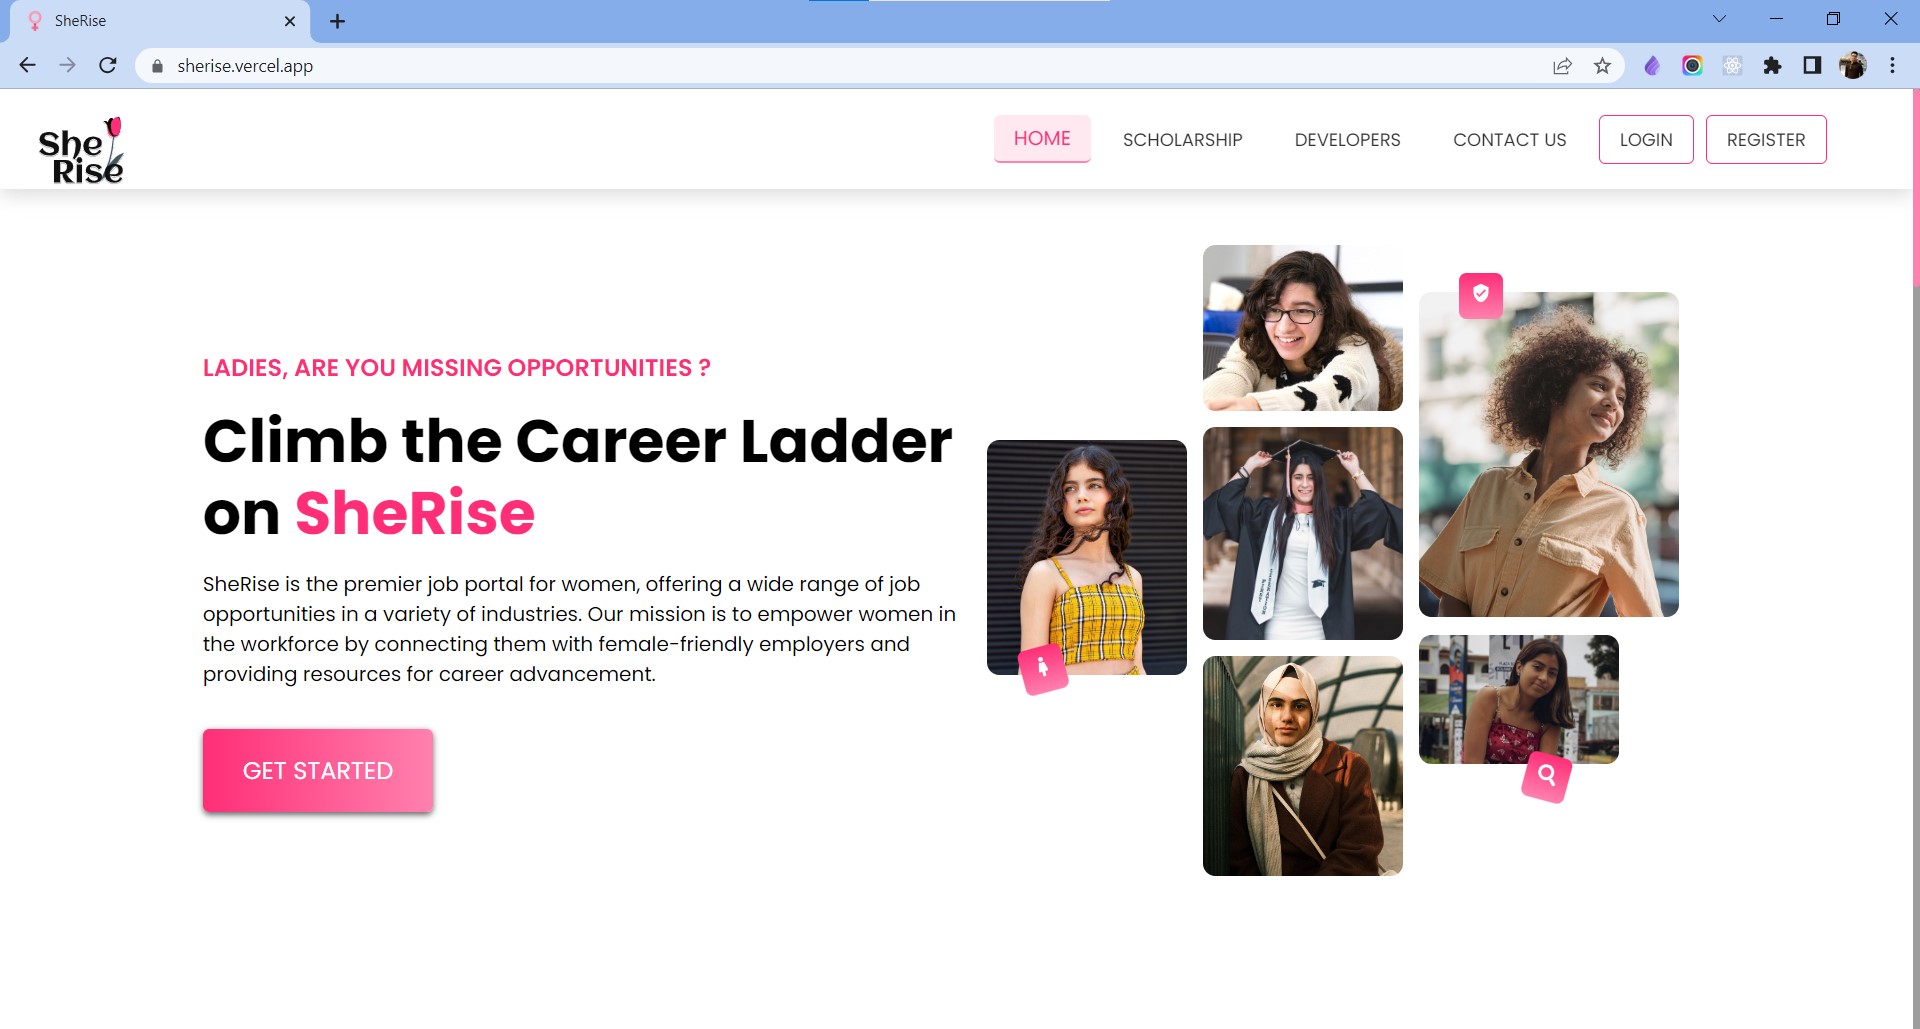 SheRise
sherise.vercel.app
She
Rise
HOME
SCHOLARSHIP
DEVELOPERS
CONTACT US
LOGIN
REGISTER
LADIES, ARE YOU MISSING OPPORTUNITIES ?
Climb the Career Ladder
on SheRise
SheRise is the premier job portal for women, offering a wide range of job
opportunities in a variety of industries. Our mission is to empower women in
the workforce by connecting them with female-friendly employers and
providing resources for career advancement.
GET STARTED